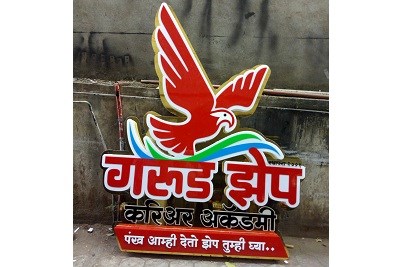 गरुड झेप
करिअर अकॅडमी
पंख आम्ही देतो झेप तुम्ही घ्या..